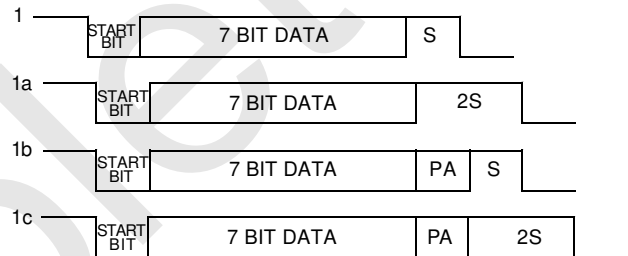 1
START BIT 7 BIT DATA S
1a
START BIT 7 BIT DATA 2S
1b
START BIT 7 BIT DATA PA S
1c
START BIT 7 BIT DATA PA 2S